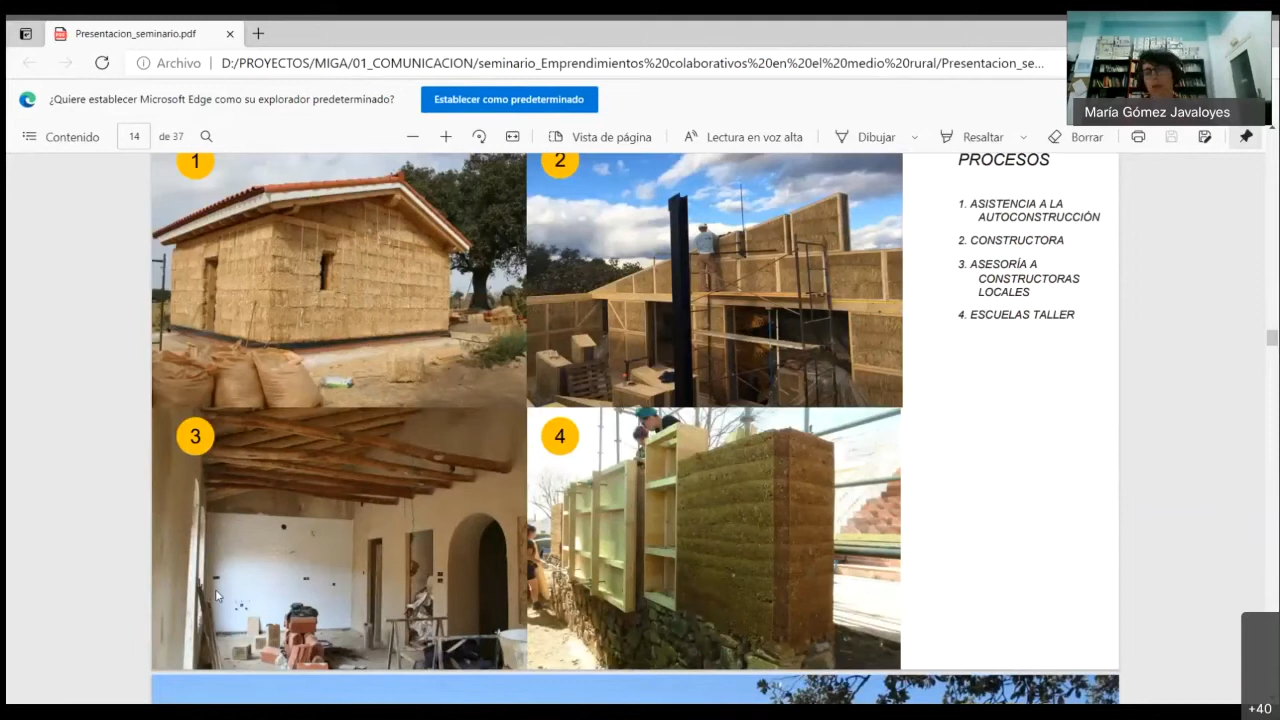 Presentacion_seminario.pdf
Archivo
D:/PROYECTOS/MIGA/01_COMUNICACION/seminario_Emprendimientos%20colaborativos%20en%20el%20medio%20rural/Presentacion_se...
¿Quiere establecer Microsoft Edge como su explorador predeterminado?
Establecer como predeterminado
María Gómez Javaloyes
Contenido
14
de 37
Vista de página
Lectura en voz alta
Dibujar
Resaltar
Borrar
1
2
PROCESOS
1. ASISTENCIA A LA
AUTOCONSTRUCCIÓN
2. CONSTRUCTORA
3. ASESORÍA A
CONSTRUCTORAS
LOCALES
4. ESCUELAS TALLER
3
4
+40